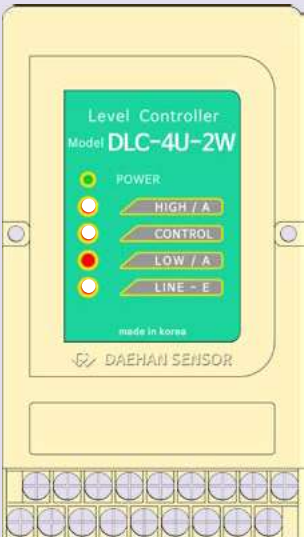 Level Controller
Model DLC-4U-2W
POWER
HIGH / A
CONTROL
LOW / A
LINE - E
made in korea
DAEHAN SENSOR